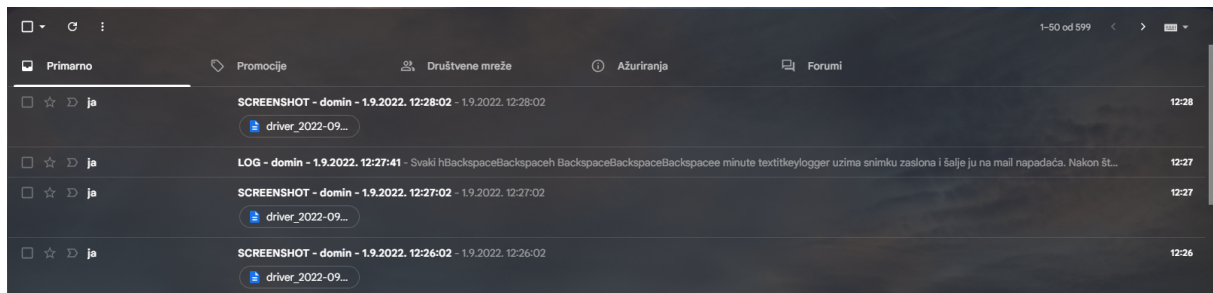 1–50 od 599
Primarno Promocije Društvene mreže Ažuriranja Forumi
ja SCREENSHOT - domin - 1.9.2022. 12:28:02 - 1.9.2022. 12:28:02 12:28
driver_2022-09...
ja LOG - domin - 1.9.2022. 12:27:41 - Svaki hBackspaceBackspaceh BackspaceBackspaceBackspacee minute textitkeylogger uzima snimku zaslona i šalje ju na mail napadača. Nakon št... 12:27
ja SCREENSHOT - domin - 1.9.2022. 12:27:02 - 1.9.2022. 12:27:02 12:27
driver_2022-09...
ja SCREENSHOT - domin - 1.9.2022. 12:26:02 - 1.9.2022. 12:26:02 12:26
driver_2022-09...